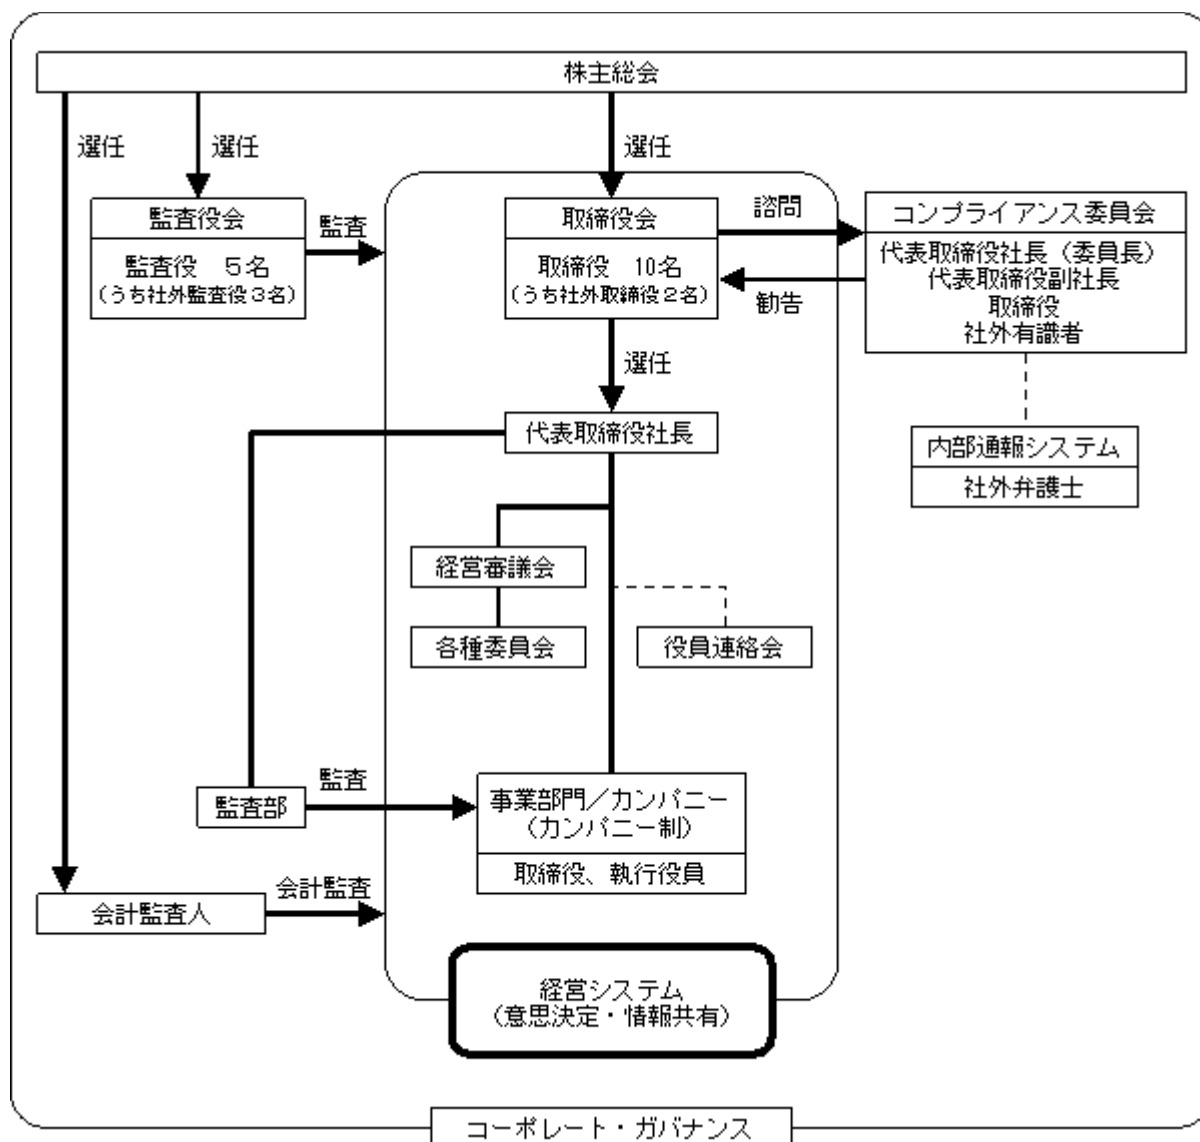 株主総会
選任
選任
選任
監査役会
監査役　５名
（うち社外監査役３名）
監査
取締役会
取締役　10名
（うち社外取締役２名）
諮問
勧告
コンプライアンス委員会
代表取締役社長（委員長）
代表取締役副社長
取締役
社外有識者
選任
代表取締役社長
内部通報システム
社外弁護士
経営審議会
各種委員会
役員連絡会
監査部
監査
事業部門／カンパニー
（カンパニー制）
取締役、執行役員
会計監査人
会計監査
経営システム
（意思決定・情報共有）
コーポレート・ガバナンス